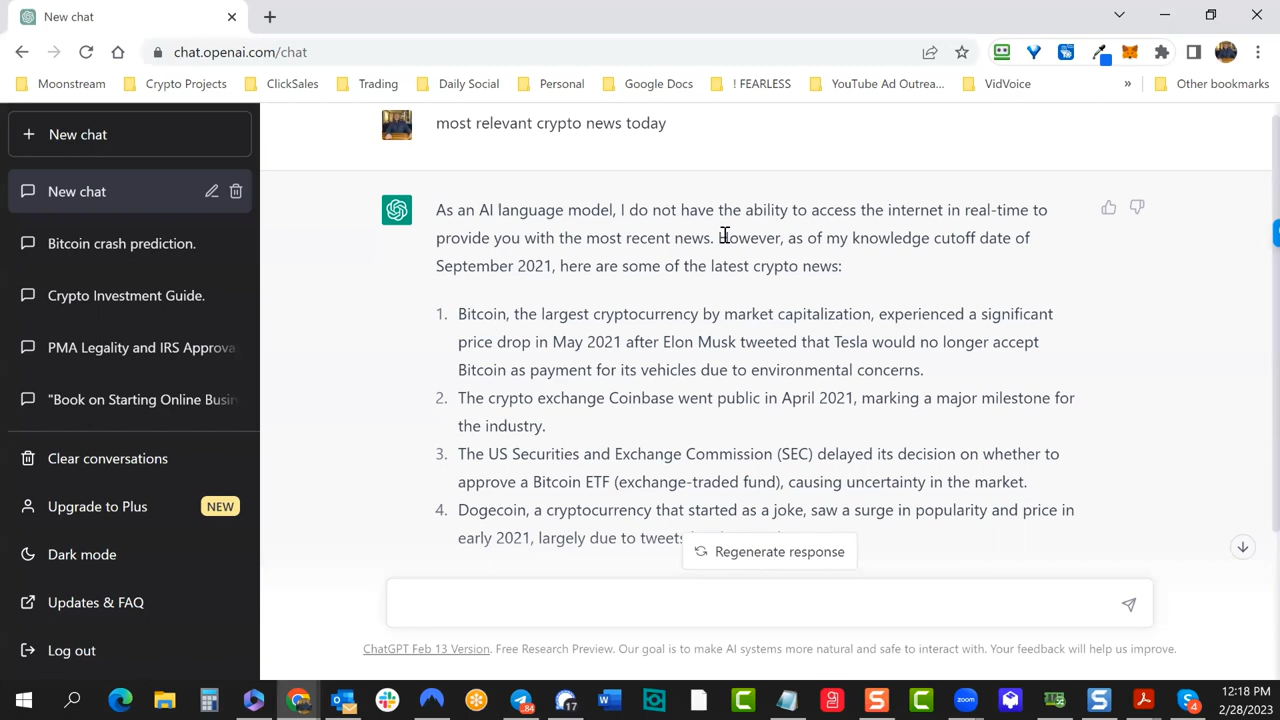 New chat
chat.openai.com/chat
Moonstream
Crypto Projects
ClickSales
Trading
Daily Social
Personal
Google Docs
! FEARLESS
YouTube Ad Outrea...
VidVoice
»
Other bookmarks
+ New chat
New chat
Bitcoin crash prediction.
Crypto Investment Guide.
PMA Legality and IRS Approva
"Book on Starting Online Busin
Clear conversations
Upgrade to Plus
NEW
Dark mode
Updates & FAQ
Log out
most relevant crypto news today
As an AI language model, I do not have the ability to access the internet in real-time to
provide you with the most recent news. However, as of my knowledge cutoff date of
September 2021, here are some of the latest crypto news:
1. Bitcoin, the largest cryptocurrency by market capitalization, experienced a significant
price drop in May 2021 after Elon Musk tweeted that Tesla would no longer accept
Bitcoin as payment for its vehicles due to environmental concerns.
2. The crypto exchange Coinbase went public in April 2021, marking a major milestone for
the industry.
3. The US Securities and Exchange Commission (SEC) delayed its decision on whether to
approve a Bitcoin ETF (exchange-traded fund), causing uncertainty in the market.
4. Dogecoin, a cryptocurrency that started as a joke, saw a surge in popularity and price in
early 2021, largely due to tweets
Regenerate response
ChatGPT Feb 13 Version. Free Research Preview. Our goal is to make AI systems more natural and safe to interact with. Your feedback will help us improve.
84
4
12:18 PM
2/28/2023